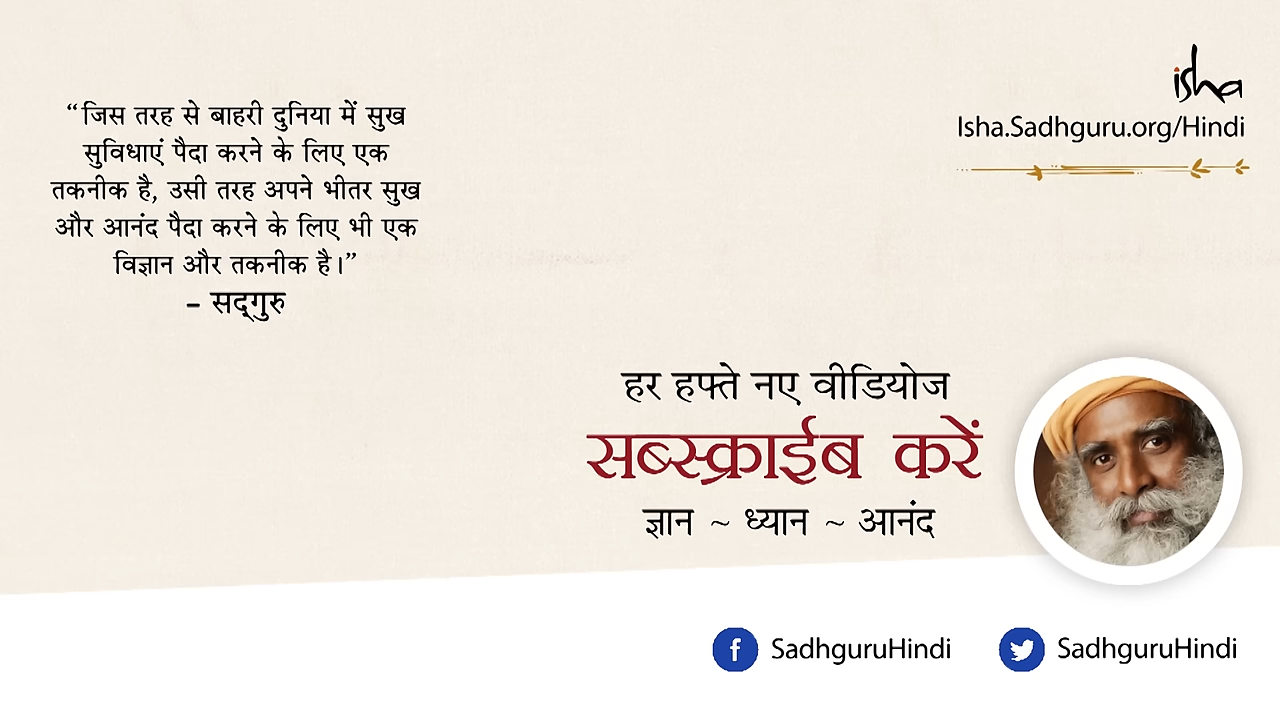 “जिस तरह से बाहरी दुनिया में सुख
सुविधाएं पैदा करने के लिए एक
तकनीक है, उसी तरह अपने भीतर सुख
और आनंद पैदा करने के लिए भी एक
विज्ञान और तकनीक है।”
– सद्‌गुरु
isha
Isha.Sadhguru.org/Hindi
हर हफ्ते नए वीडियोज
सब्स्क्राईब करें
ज्ञान ~ ध्यान ~ आनंद
SadhguruHindi
SadhguruHindi